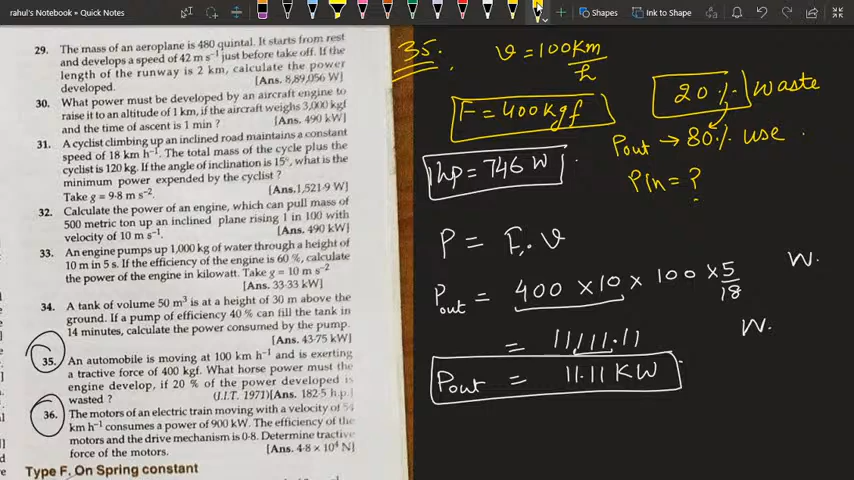 rahul's Workbook • Quick Notes
Shapes
Ink to Shape
29. The mass of an aeroplane is 480 quintal. It starts from rest
and develops a speed of 42 m s⁻¹ just before take off. If the
length of the runway is 2 km, calculate the power
developed. [Ans. 8,89,056 W]
30. What power must be developed by an aircraft engine to
raise it to an altitude of 1 km, if the aircraft weighs 3,000 kgf
and the time of ascent is 1 min ? [Ans. 490 kW]
31. A cyclist climbing up an inclined road maintains a constant
speed of 18 km h⁻¹. The total mass of the cycle plus the
cyclist is 120 kg. If the angle of inclination is 15°, what is the
minimum power expended by the cyclist ?
Take g = 9·8 m s⁻². [Ans.1,521·9 W]
32. Calculate the power of an engine, which can pull mass of
500 metric ton up an inclined plane rising 1 in 100 with
velocity of 10 m s⁻¹. [Ans. 490 kW]
33. An engine pumps up 1,000 kg of water through a height of
10 m in 5 s. If the efficiency of the engine is 60 %, calculate
the power of the engine in kilowatt. Take g = 10 m s⁻²
[Ans. 33·33 kW]
34. A tank of volume 50 m³ is at a height of 30 m above the
ground. If a pump of efficiency 40 % can fill the tank in
14 minutes, calculate the power consumed by the pump.
[Ans. 43·75 kW]
35. An automobile is moving at 100 km h⁻¹ and is exerting
a tractive force of 400 kgf. What horse power must the
engine develop, if 20 % of the power developed is
wasted ? (I.I.T. 1971)[Ans. 182·5 h.p.]
36. The motors of an electric train moving with a velocity of 54
km h⁻¹ consumes a power of 900 kW. The efficiency of the
motors and the drive mechanism is 0·8. Determine tractive
force of the motors. [Ans. 4·8 × 10⁴ N]
Type F. On Spring constant
35. v = 100 Km/h
F = 400 kgf
20 % waste
Pout → 80 % use
1hp = 746 W
Pin = ?
P = F. v
Pout = 400 × 10 × 100 × 5/18 W.
= 11,111.11 W.
Pout = 11.11 KW